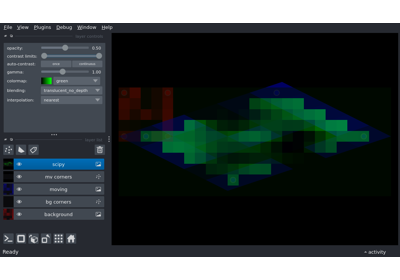 File View Plugins Debug Window Help
opacity: 0.50
contrast limits:
auto-contrast: once continuous
gamma: 1.00
colormap: green
blending: translucent_no_depth
interpolation: nearest
scipy
mv corners
moving
bg corners
background
Ready
activity